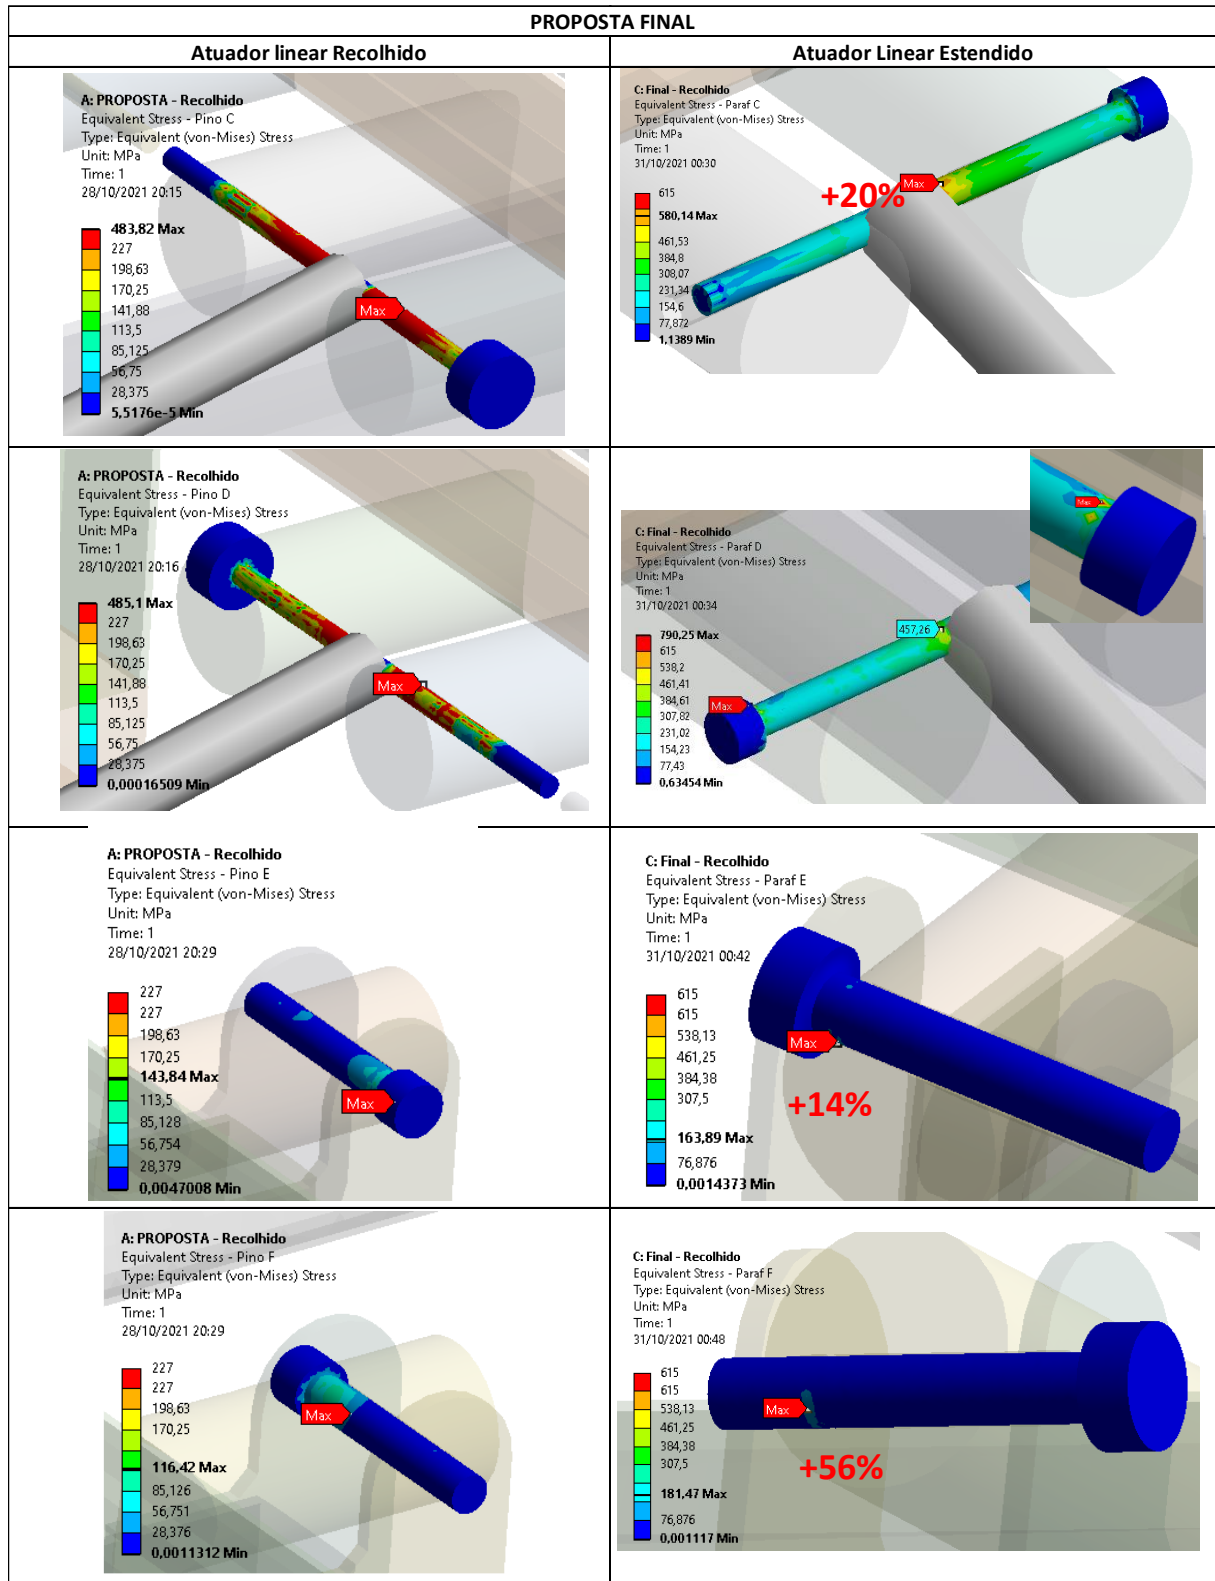 PROPOSTA FINAL
Atuador linear Recolhido
Atuador Linear Estendido
A: PROPOSTA - Recolhido
Equivalent Stress - Pino C
Type: Equivalent (von-Mises) Stress
Unit: MPa
Time: 1
28/10/2021 20:15
483,82 Max
227
198,63
170,25
141,88
113,5
85,125
56,75
28,375
5,5176e-5 Min
Max
C: Final - Recolhido
Equivalent Stress - Paraf C
Type: Equivalent (von-Mises) Stress
Unit: MPa
Time: 1
31/10/2021 00:30
615
580,14 Max
461,53
384,8
308,07
231,34
154,6
77,872
1,1389 Min
Max
+20%
A: PROPOSTA - Recolhido
Equivalent Stress - Pino D
Type: Equivalent (von-Mises) Stress
Unit: MPa
Time: 1
28/10/2021 20:16
485,1 Max
227
198,63
170,25
141,88
113,5
85,125
56,75
28,375
0,00016509 Min
Max
C: Final - Recolhido
Equivalent Stress - Paraf D
Type: Equivalent (von-Mises) Stress
Unit: MPa
Time: 1
31/10/2021 00:34
790,25 Max
615
538,2
461,41
384,61
307,82
231,02
154,23
77,43
0,63454 Min
457,26
Max
Max
A: PROPOSTA - Recolhido
Equivalent Stress - Pino E
Type: Equivalent (von-Mises) Stress
Unit: MPa
Time: 1
28/10/2021 20:29
227
227
198,63
170,25
143,84 Max
113,5
85,128
56,754
28,379
0,0047008 Min
Max
C: Final - Recolhido
Equivalent Stress - Paraf E
Type: Equivalent (von-Mises) Stress
Unit: MPa
Time: 1
31/10/2021 00:42
615
615
538,13
461,25
384,38
307,5
163,89 Max
76,876
0,0014373 Min
Max
+14%
A: PROPOSTA - Recolhido
Equivalent Stress - Pino F
Type: Equivalent (von-Mises) Stress
Unit: MPa
Time: 1
28/10/2021 20:29
227
227
198,63
170,25
116,42 Max
85,126
56,751
28,376
0,0011312 Min
Max
C: Final - Recolhido
Equivalent Stress - Paraf F
Type: Equivalent (von-Mises) Stress
Unit: MPa
Time: 1
31/10/2021 00:48
615
615
538,13
461,25
384,38
307,5
181,47 Max
76,876
0,001117 Min
Max
+56%